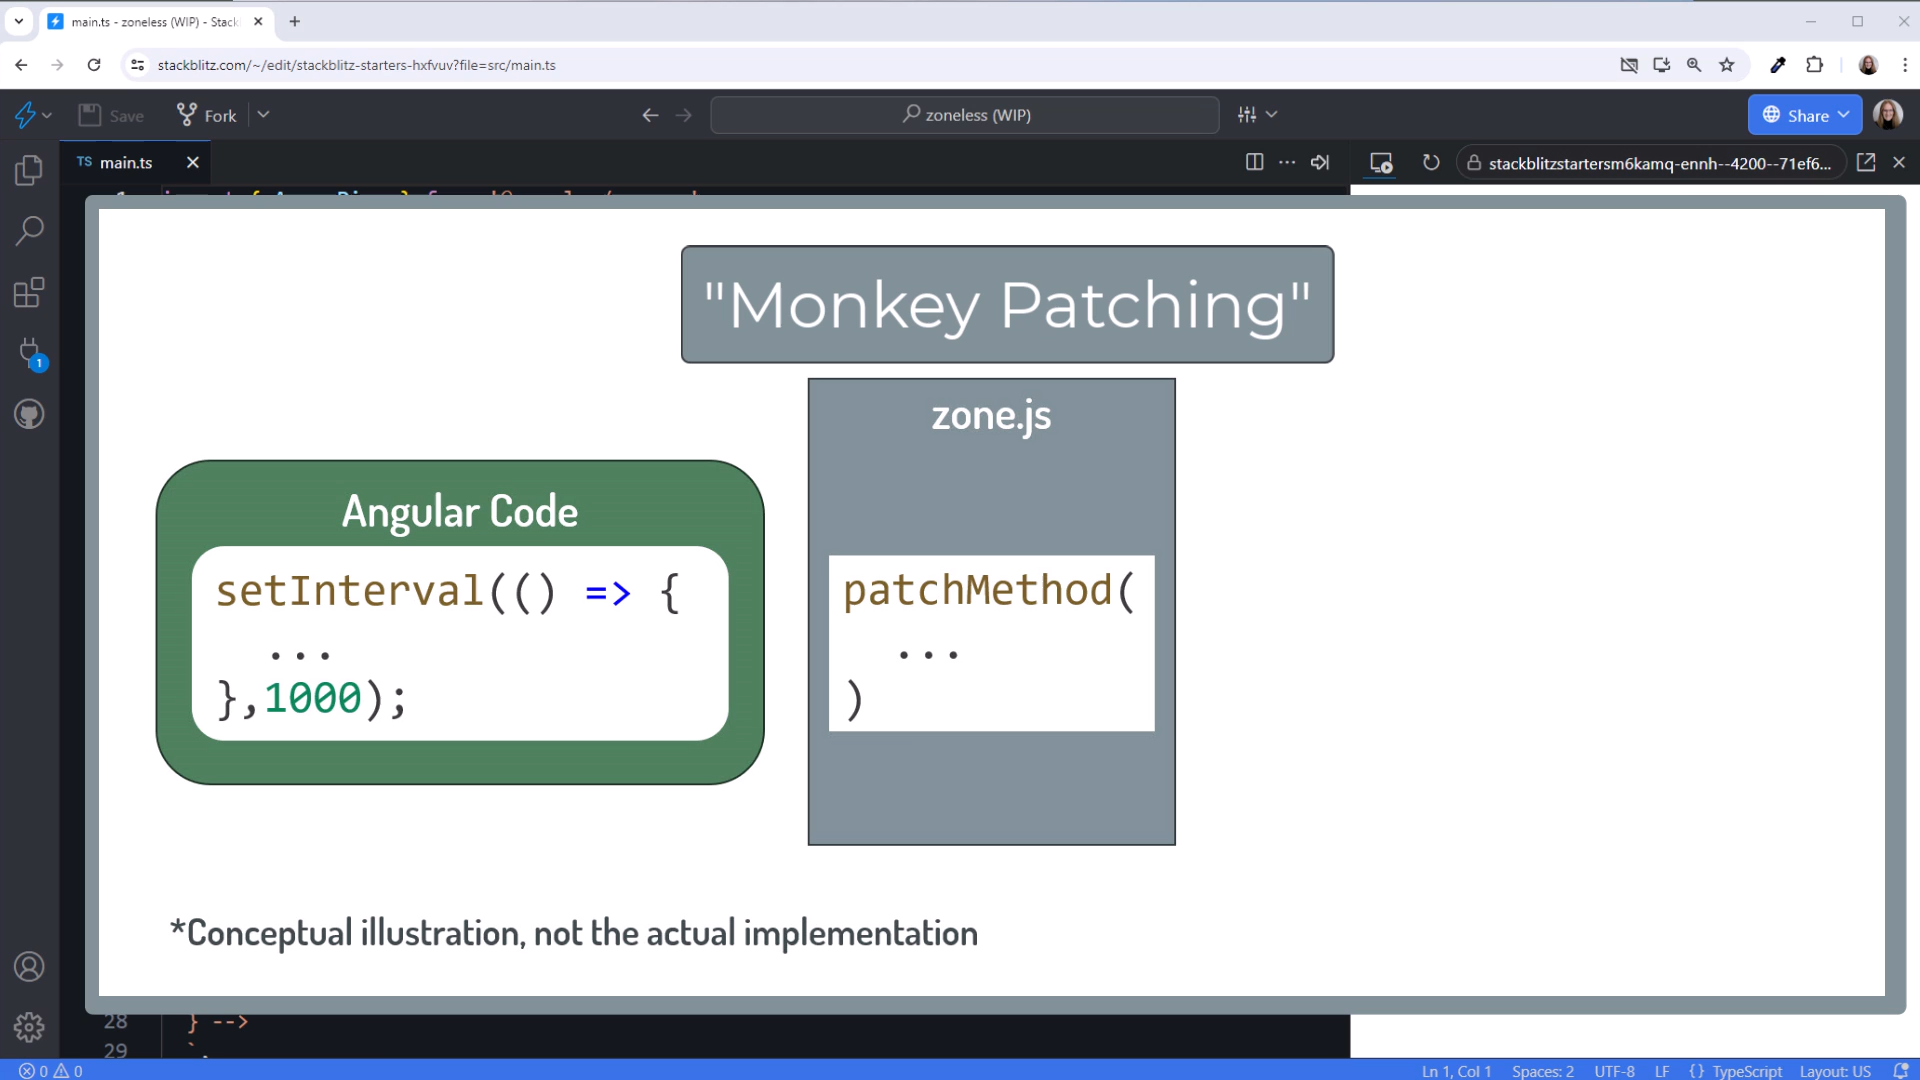 main.ts - zoneless (WIP) - Stack
stackblitz.com/~/edit/stackblitz-starters-hxfvuv?file=src/main.ts
Save
Fork
zoneless (WIP)
Share
TS main.ts
stackblitzstartersm6kamq-ennh--4200--71ef6...
1
"Monkey Patching"
zone.js
Angular Code
setInterval(() => {
...
},1000);
patchMethod(
...
)
*Conceptual illustration, not the actual implementation
28 } -->
29 `,
0 0
Ln 1, Col 1 Spaces: 2 UTF-8 LF {} TypeScript Layout: US